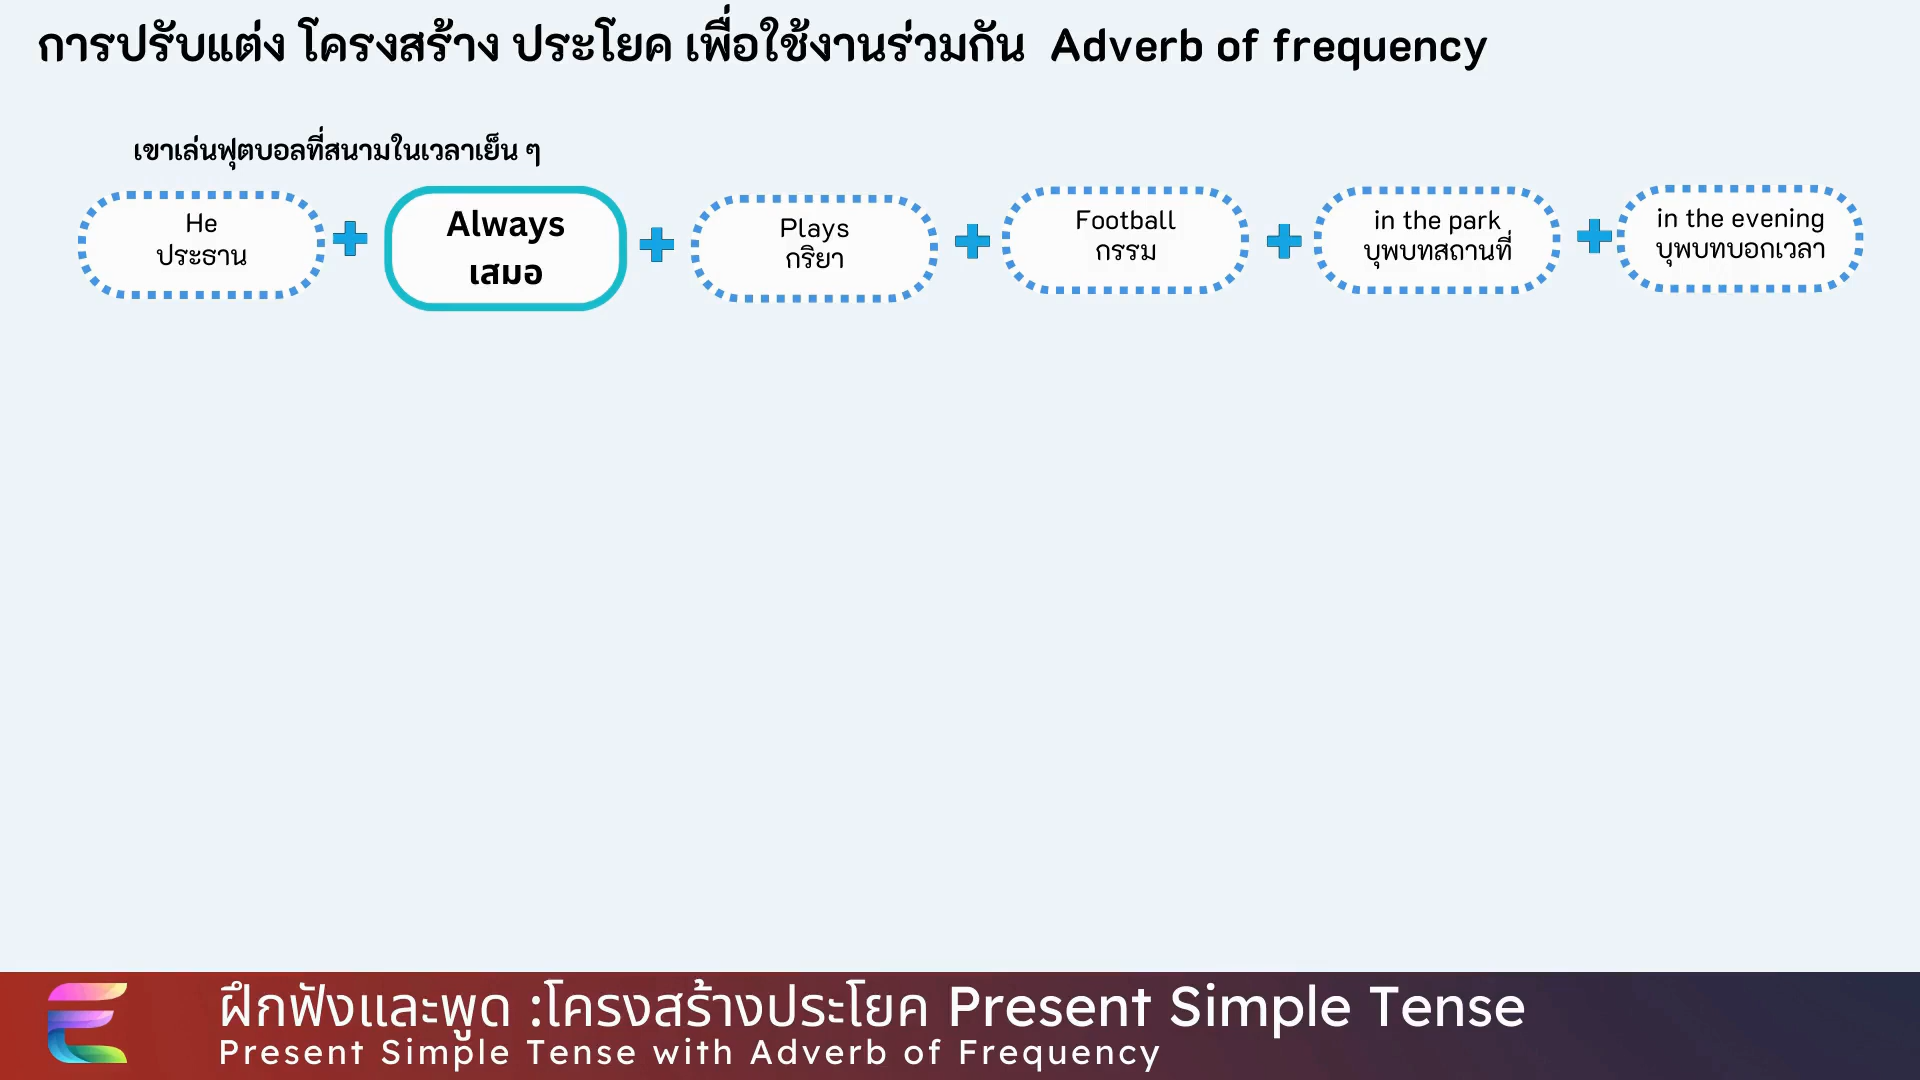 การปรับแต่ง โครงสร้าง ประโยค เพื่อใช้งานร่วมกัน Adverb of frequency
เขาเล่นฟุตบอลที่สนามในเวลาเย็น ๆ
He
ประธาน
Always
เสมอ
Plays
กริยา
Football
กรรม
in the park
บุพบทสถานที่
in the evening
บุพบทบอกเวลา
ฝึกฟังและพูด :โครงสร้างประโยค Present Simple Tense
Present Simple Tense with Adverb of Frequency